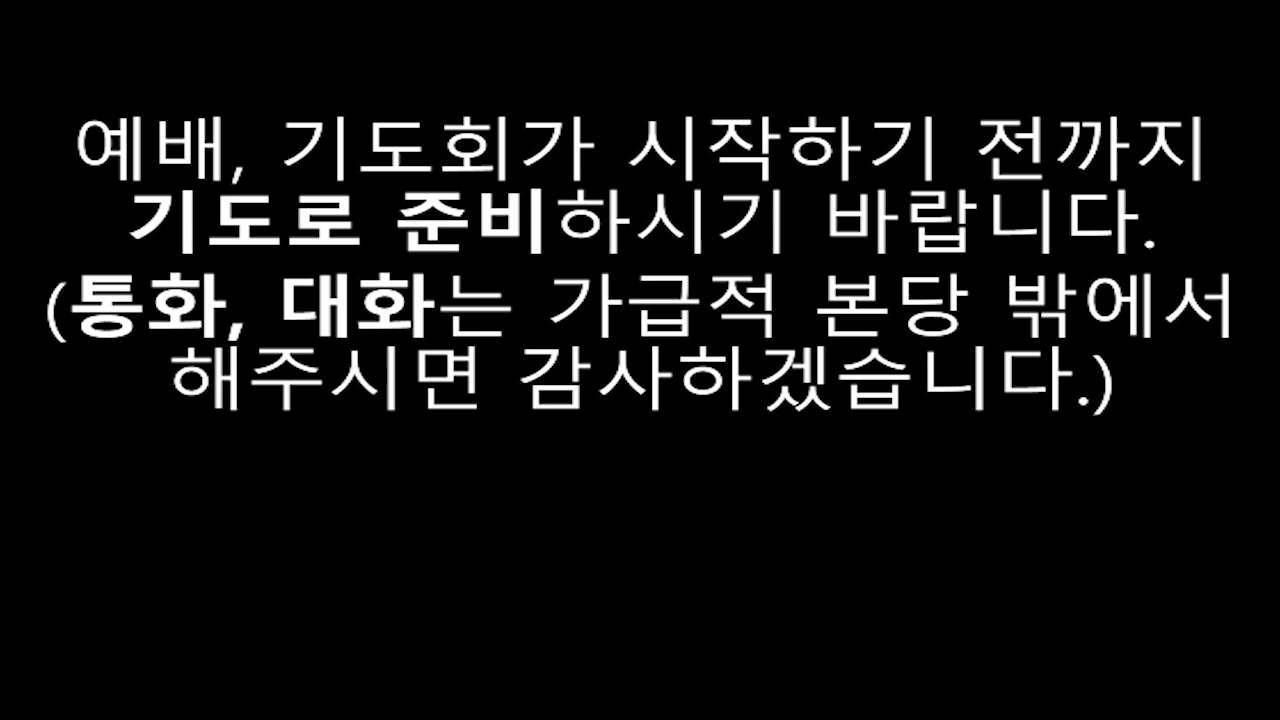 예배, 기도회가 시작하기 전까지
기도로 준비하시기 바랍니다.
(통화, 대화는 가급적 본당 밖에서
해주시면 감사하겠습니다.)